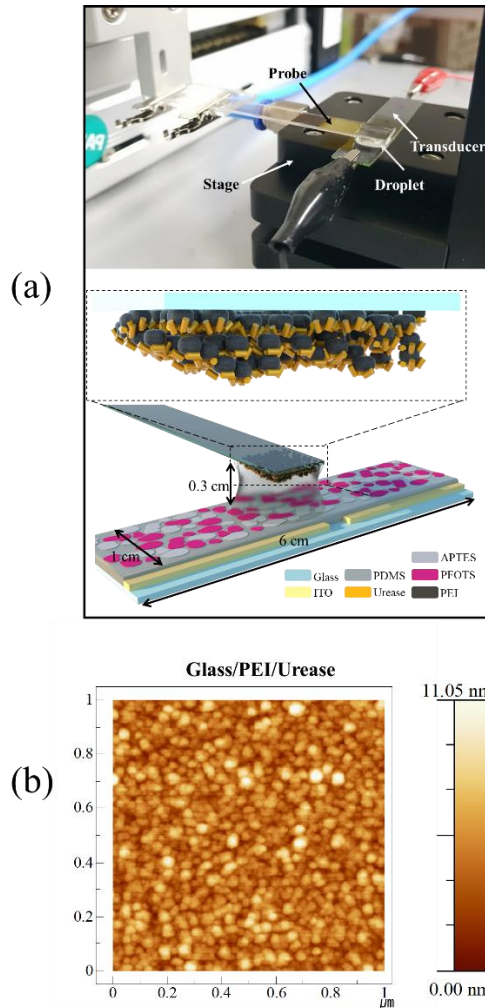 Probe
Transducer
Stage
Droplet
(a)
0.3 cm
1 cm
6 cm
APTES
Glass PDMS PFOTS
ITO Urease PEI
(b)
Glass/PEI/Urease
11.05 nm
1
0.8
0.6
0.4
0.2
0
0 0.2 0.4 0.6 0.8 1
µm
0.00 nm